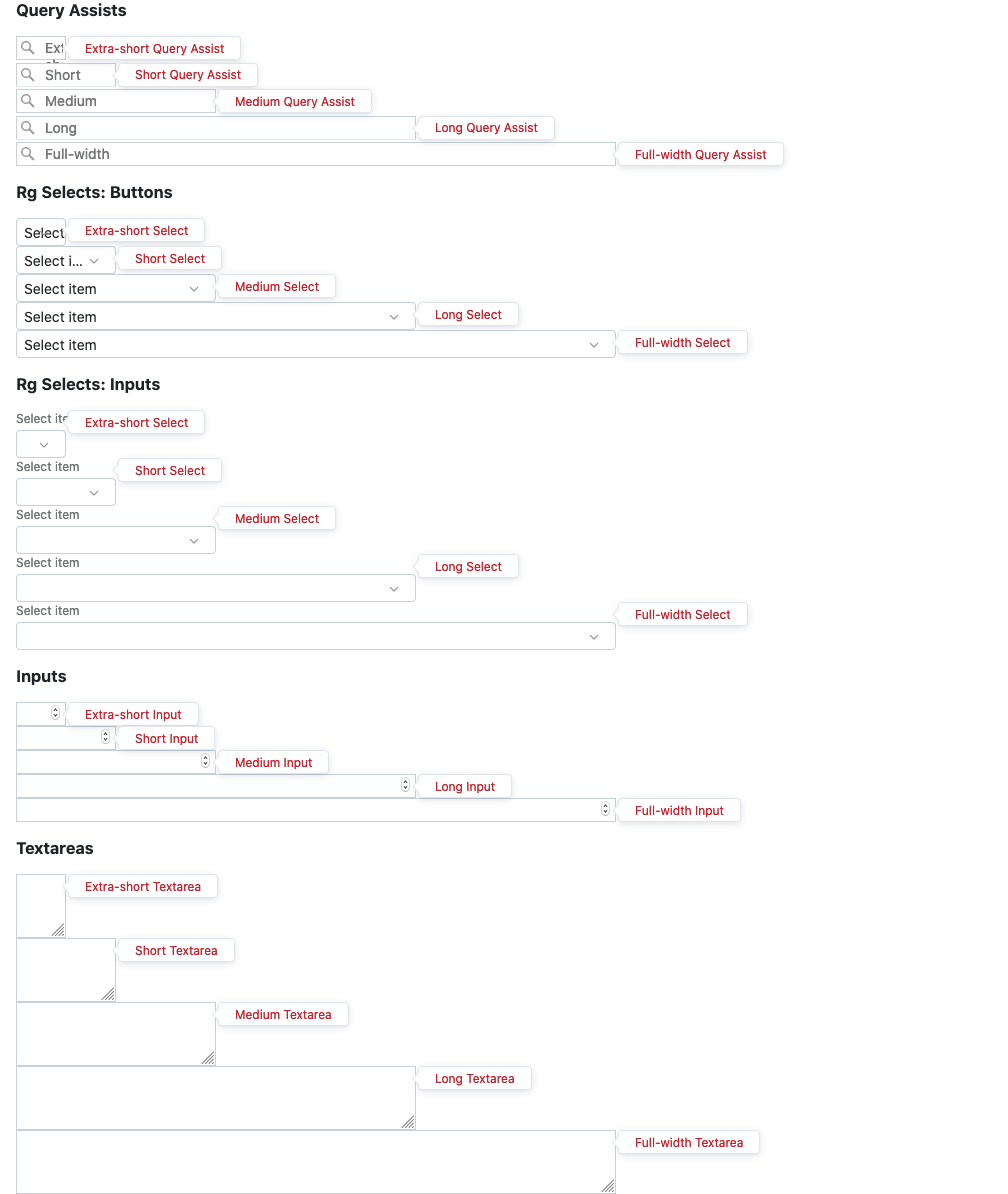 Query Assists
Ext Extra-short Query Assist
Short Short Query Assist
Medium Medium Query Assist
Long Long Query Assist
Full-width Full-width Query Assist
Rg Selects: Buttons
Select Extra-short Select
Select i... Short Select
Select item Medium Select
Select item Long Select
Select item Full-width Select
Rg Selects: Inputs
Select ite Extra-short Select
Select item Short Select
Select item Medium Select
Select item Long Select
Select item Full-width Select
Inputs
Extra-short Input
Short Input
Medium Input
Long Input
Full-width Input
Textareas
Extra-short Textarea
Short Textarea
Medium Textarea
Long Textarea
Full-width Textarea